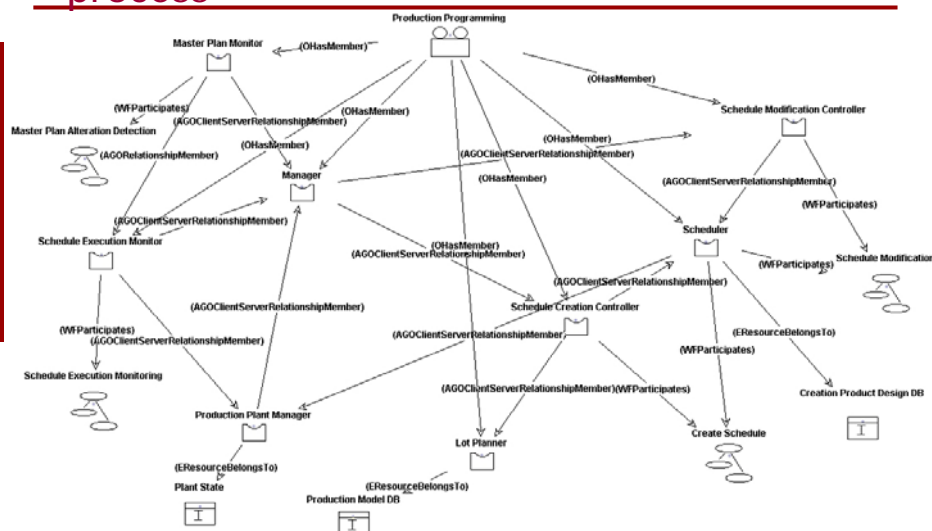 process
Production Programming
Master Plan Monitor
(OHasMember)
(OHasMember)
(WFParticipates)
Schedule Modification Controller
(OHasMember)
(AGOClientServerRelationshipMember)
Master Plan Alteration Detection
(OHasMember)
(OHasMember)
(AGORelationshipMember)
(AGOClientServerRelationshipMember)
Manager
(OHasMember)
(AGOClientServerRelationshipMember)
(WFParticipates)
(AGOClientServerRelationshipMember)
Scheduler
Schedule Execution Monitor
(OHasMember)
(AGOClientServerRelationshipMember)
(WFParticipates)
Schedule Modification
(AGOClientServerRelationshipMember)
(AGOClientServerRelationshipMember)
Schedule Creation Controller
(WFParticipates)
(AGOClientServerRelationshipMember)
(AGOClientServerRelationshipMember)
(EResourceBelongsTo)
(WFParticipates)
Schedule Execution Monitoring
(AGOClientServerRelationshipMember)
(WFParticipates)
Creation Product Design DB
Production Plant Manager
Create Schedule
Lot Planner
(EResourceBelongsTo)
Plant State
(EResourceBelongsTo)
Production Model DB